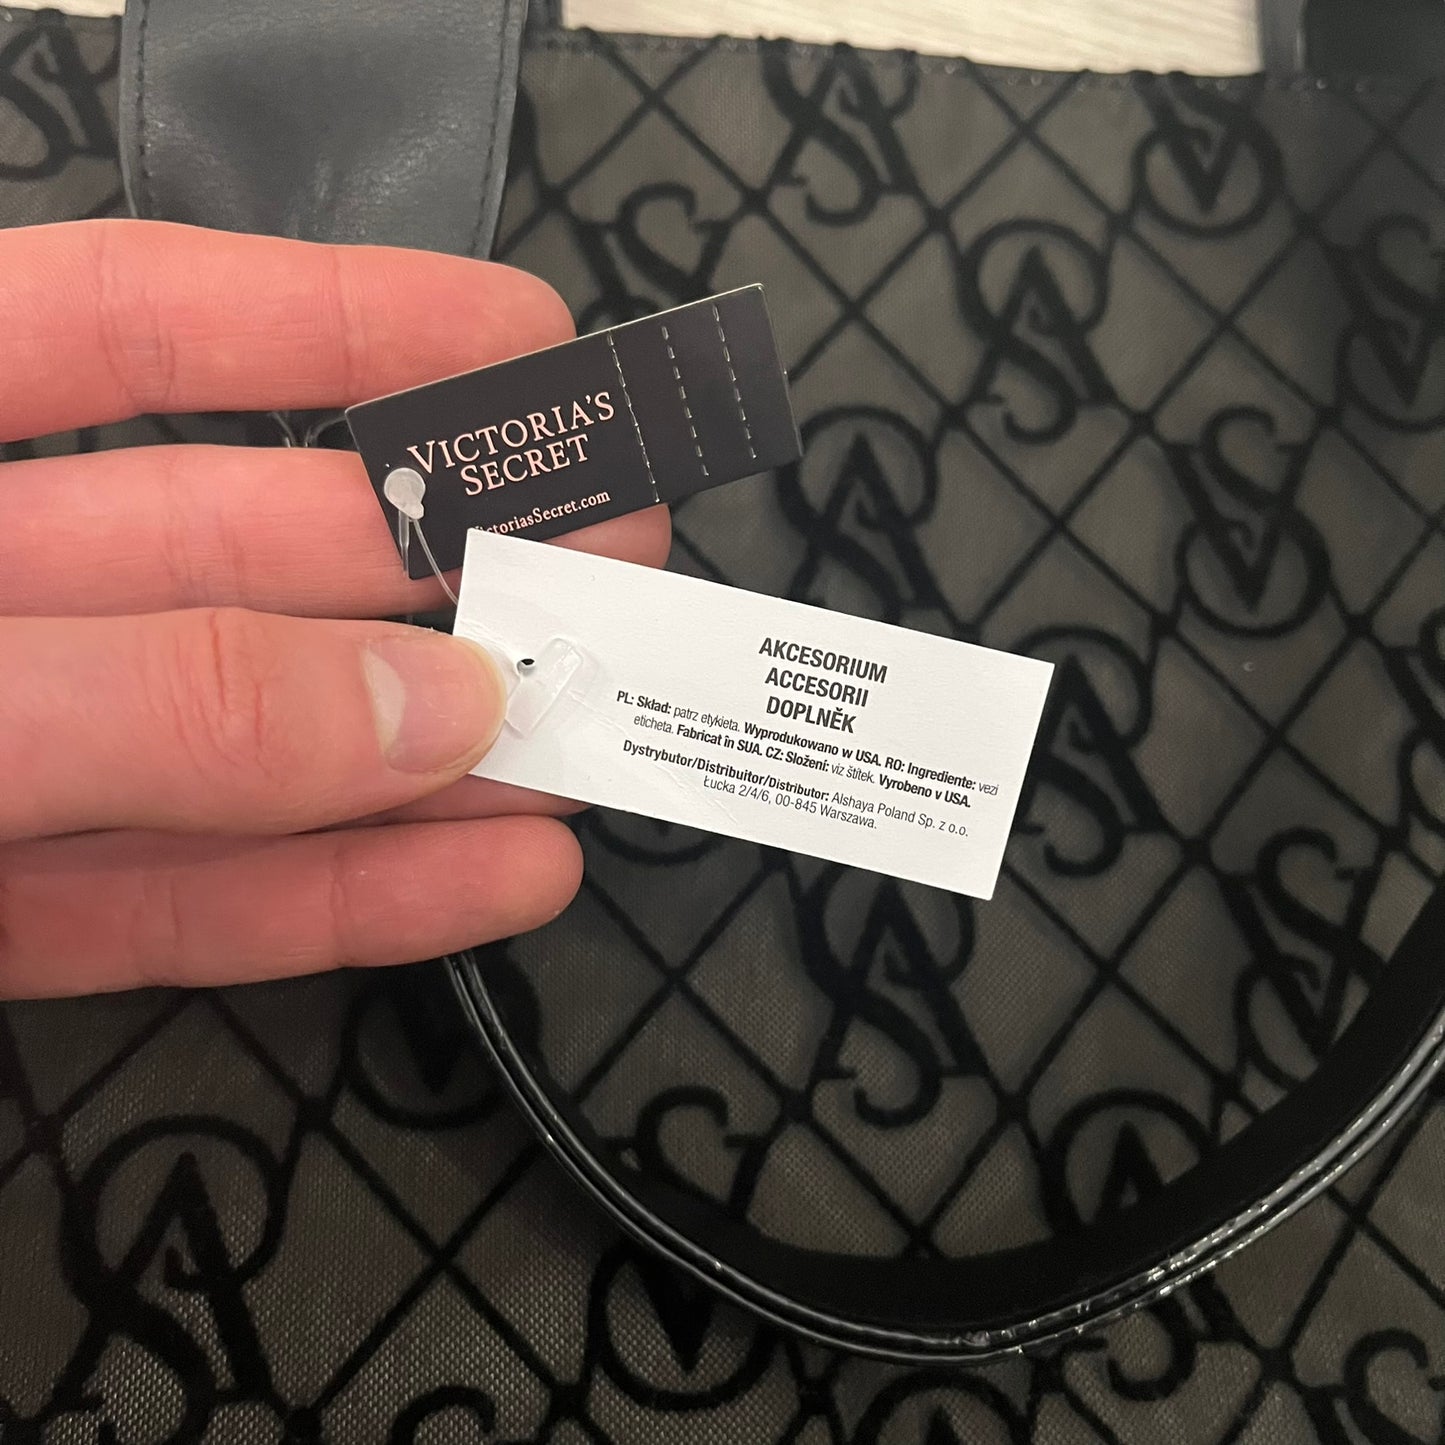 VICTORIA'S
SECRET
VictoriasSecret.com
AKCESORIUM
ACCESORII
DOPLNĚK
PL: Skład: patrz etykieta. Wyprodukowano w USA. RO: Ingrediente: vezi
eticheta. Fabricat în SUA. CZ: Složení: viz štítek. Vyrobeno v USA.
Dystrybutor/Distribuitor/Distributor: Alshaya Poland Sp. z o.o.
Łucka 2/4/6, 00-845 Warszawa.